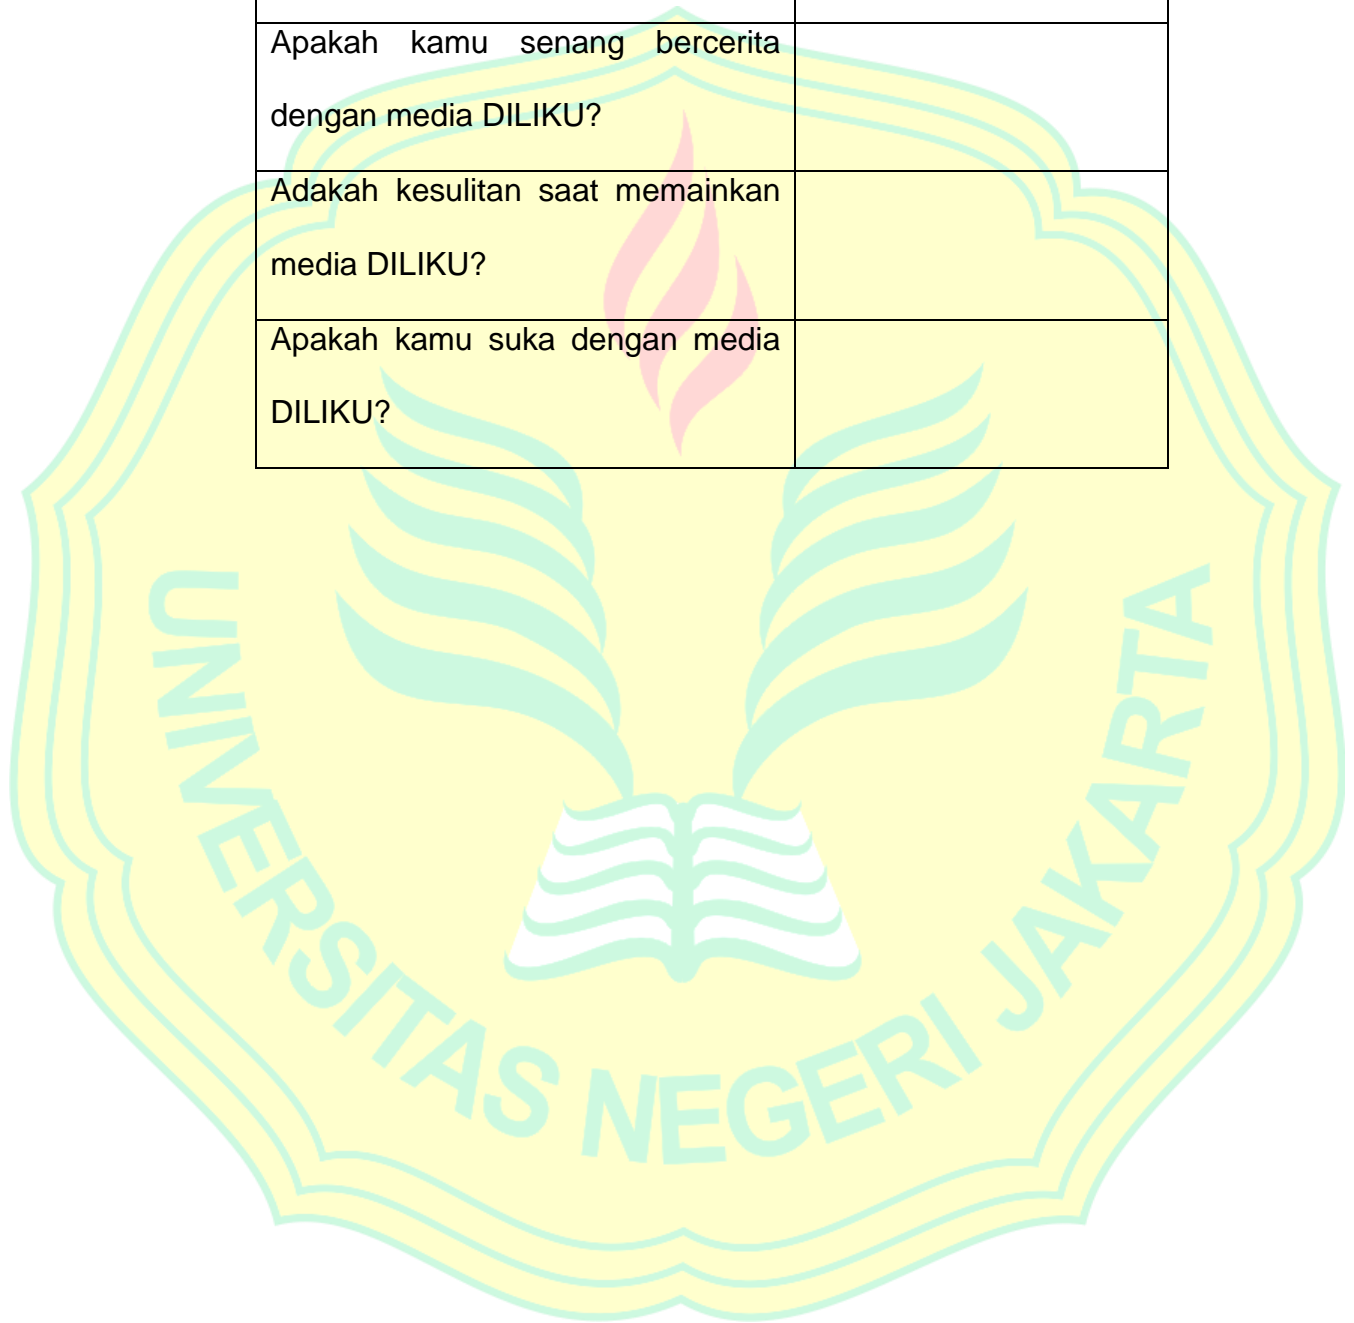 Apakah kamu senang bercerita
dengan media DILIKU?
Adakah kesulitan saat memainkan
media DILIKU?
Apakah kamu suka dengan media
DILIKU?
UNIVERSITAS NEGERI JAKARTA